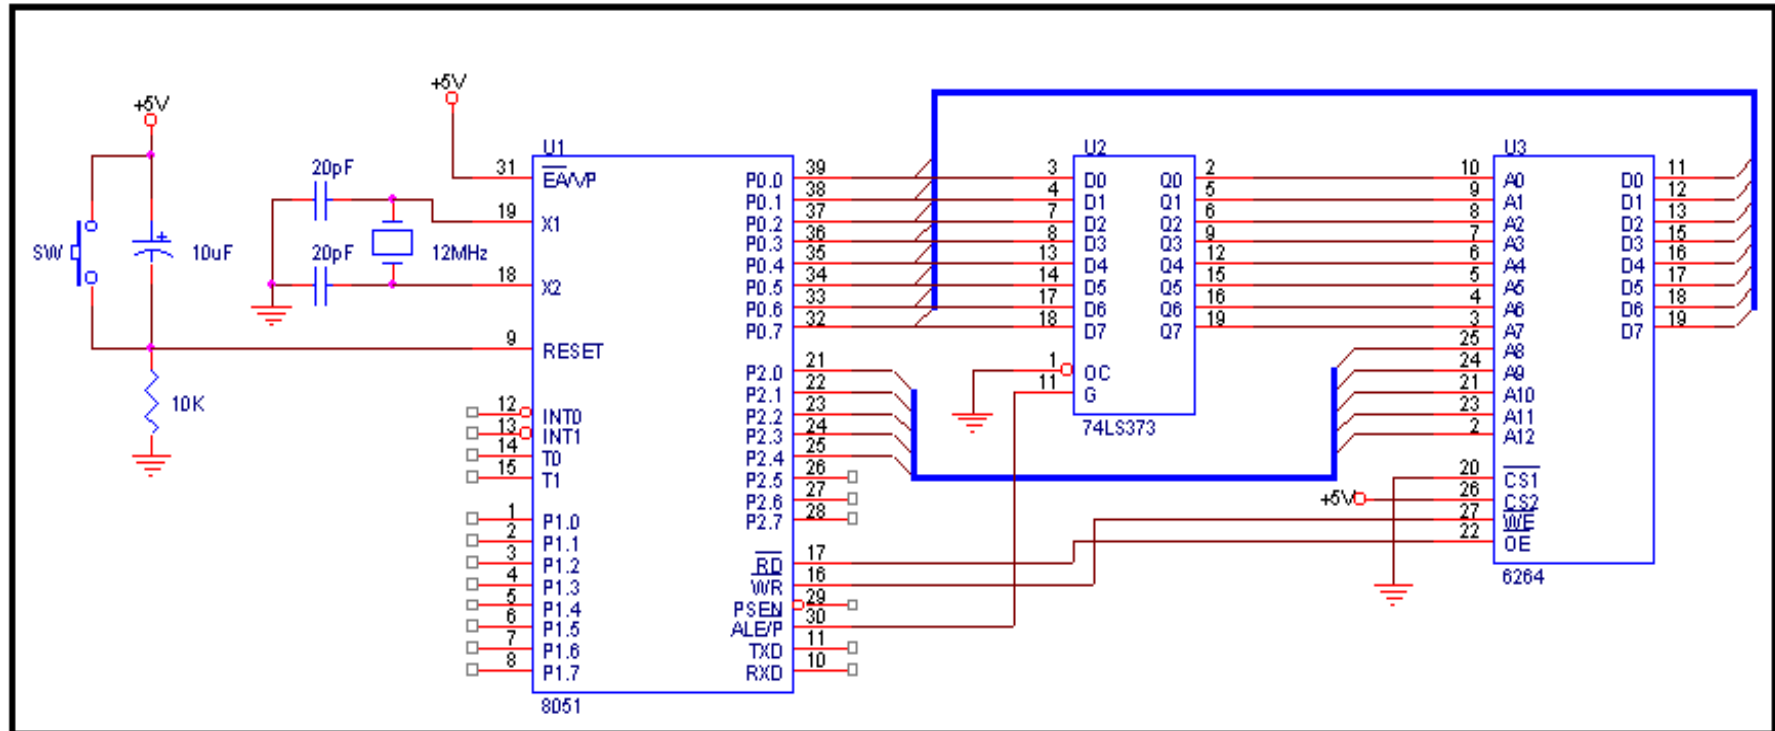 +5V
SW
10uF
10K
20pF
20pF
12MHz
+5V
U1
31 EA/VP
19 X1
18 X2
9 RESET
12 INT0
13 INT1
14 T0
15 T1
1 P1.0
2 P1.1
3 P1.2
4 P1.3
5 P1.4
6 P1.5
7 P1.6
8 P1.7
P0.0 39
P0.1 38
P0.2 37
P0.3 36
P0.4 35
P0.5 34
P0.6 33
P0.7 32
P2.0 21
P2.1 22
P2.2 23
P2.3 24
P2.4 25
P2.5 26
P2.6 27
P2.7 28
RD 17
WR 16
PSEN 29
ALE/P 30
TXD 11
RXD 10
8051
U2
3 D0 Q0 2
4 D1 Q1 5
7 D2 Q2 6
8 D3 Q3 9
13 D4 Q4 12
14 D5 Q5 15
17 D6 Q6 16
18 D7 Q7 19
1 OC
11 G
74LS373
U3
10 A0 D0 11
9 A1 D1 12
8 A2 D2 13
7 A3 D3 15
6 A4 D4 16
5 A5 D5 17
4 A6 D6 18
3 A7 D7 19
25 A8
24 A9
21 A10
23 A11
2 A12
20 CS1
+5V 26 CS2
27 WE
22 OE
6264